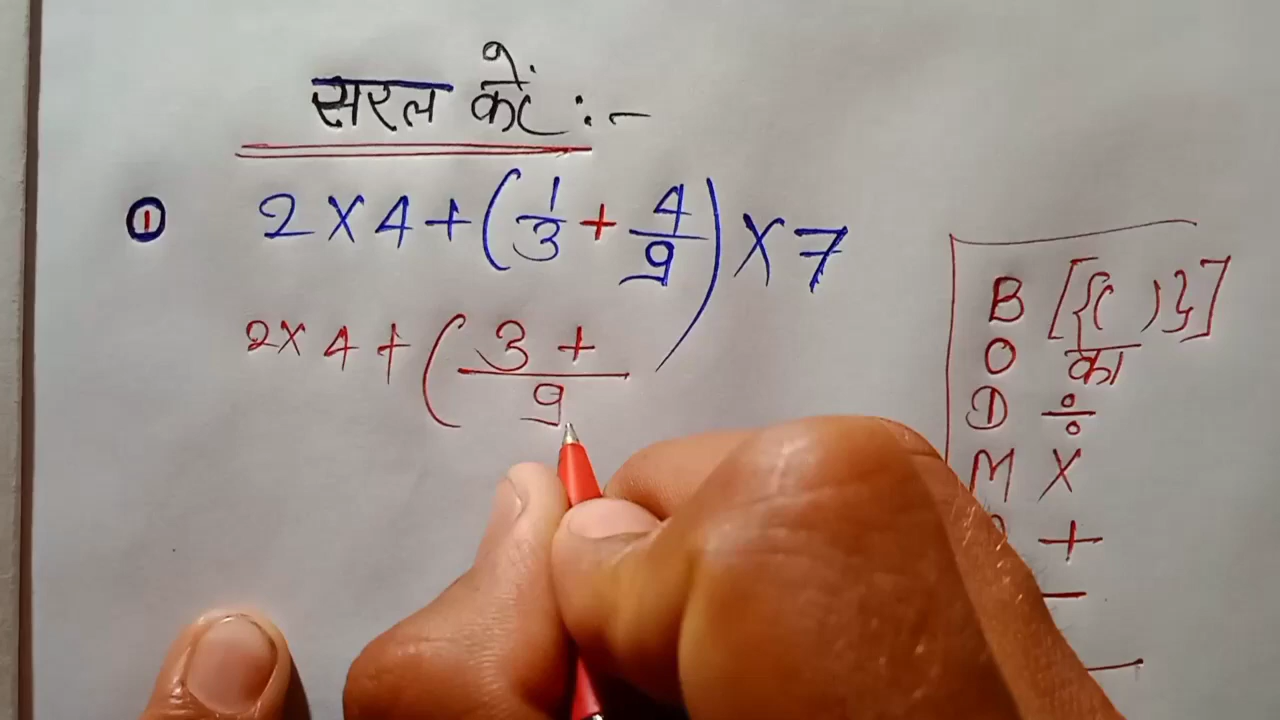 सरल करें :-
① 2 × 4 + ( 1/3 + 4/9 ) × 7
2 × 4 + ( 3 + / 9
B [{( )}]
O का
D ÷
M ×
+
-